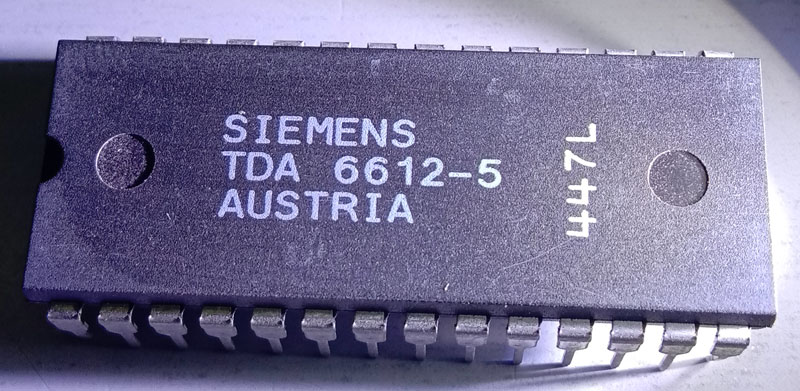 SIEMENS
TDA 6612-5
AUSTRIA
447L